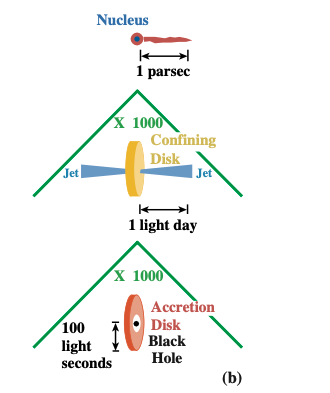 Nucleus
1 parsec
X 1000
Confining
Disk
Jet
Jet
1 light day
X 1000
Accretion
Disk
Black
Hole
100
light
seconds
(b)